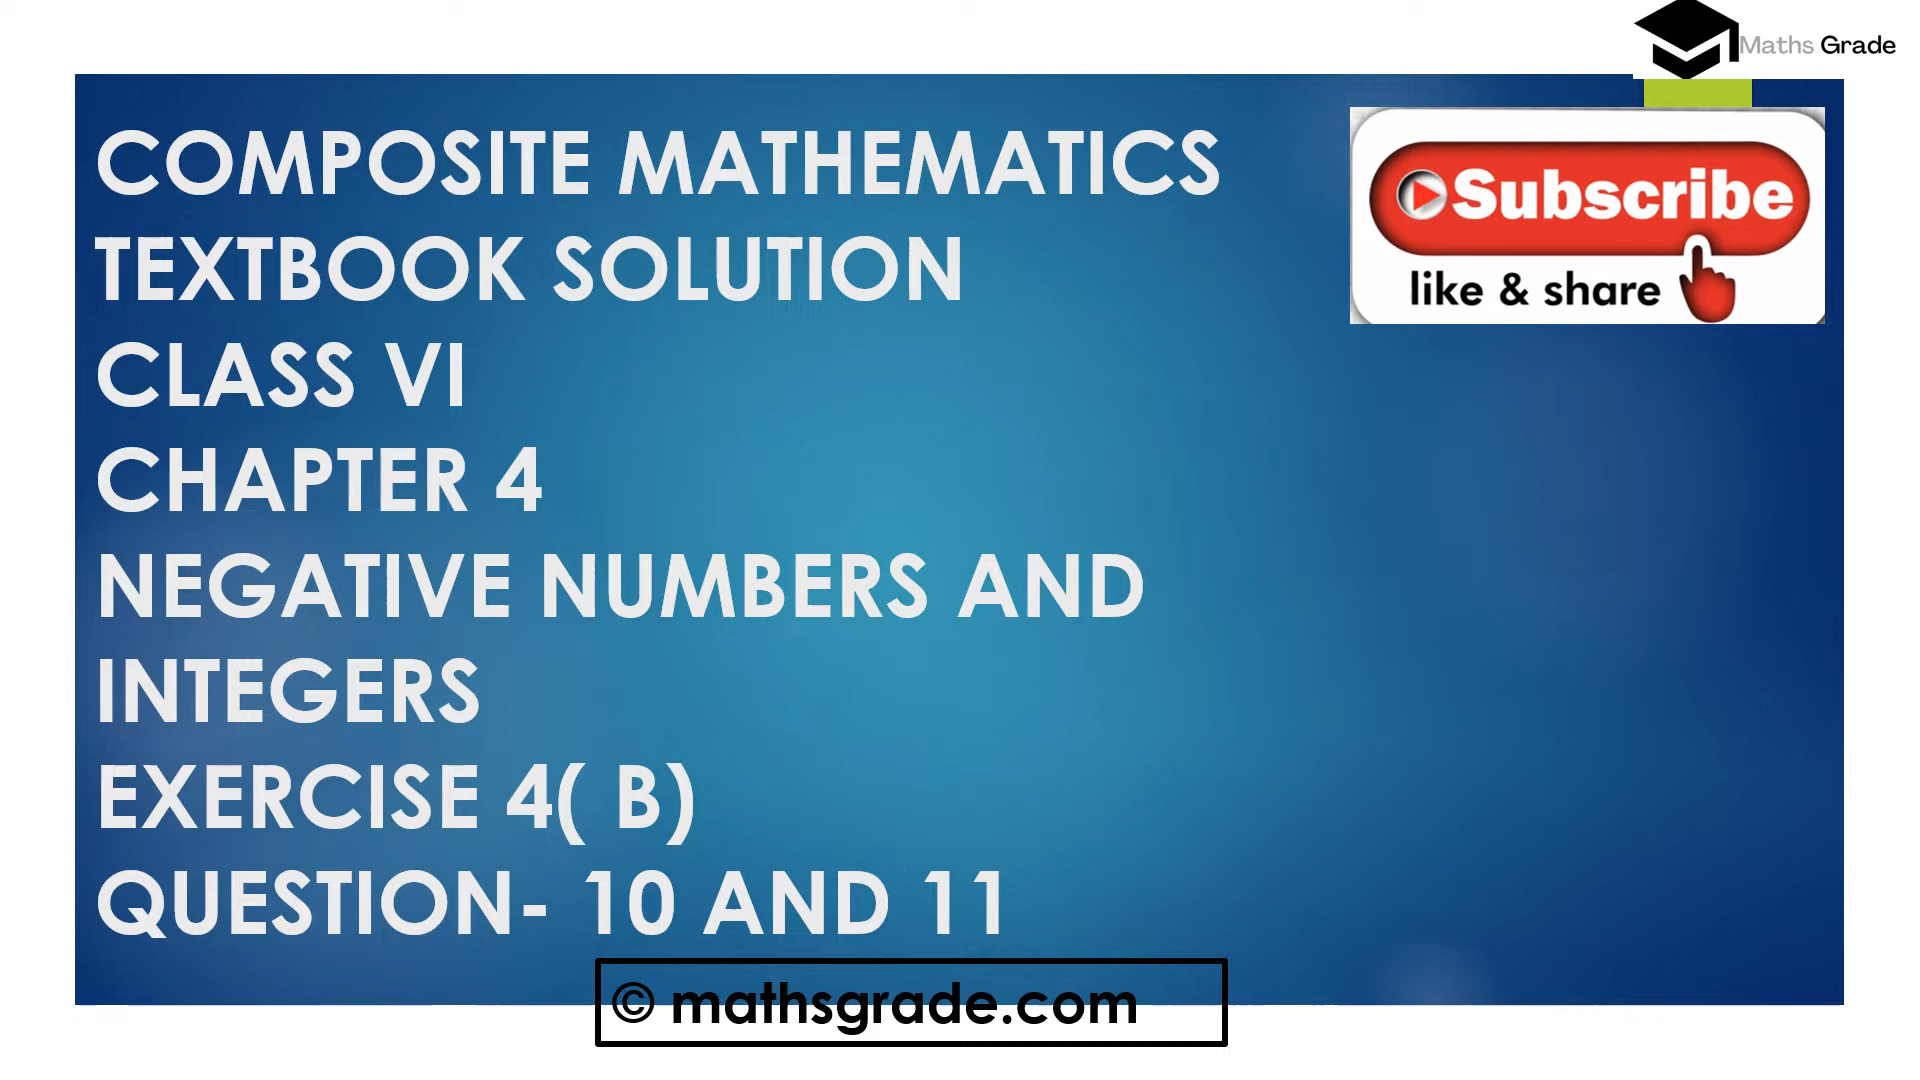 Maths Grade
COMPOSITE MATHEMATICS
TEXTBOOK SOLUTION
CLASS VI
CHAPTER 4
NEGATIVE NUMBERS AND
INTEGERS
EXERCISE 4( B)
QUESTION- 10 AND 11
Subscribe
like & share
© mathsgrade.com